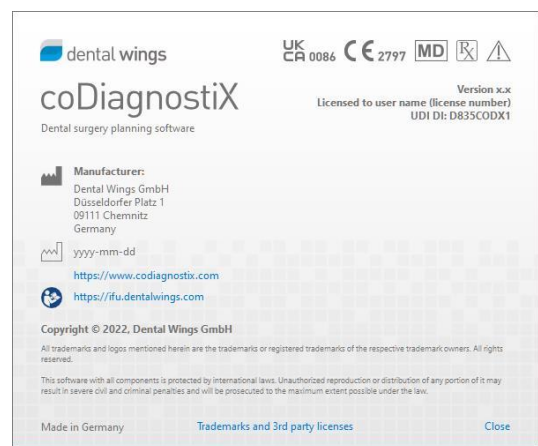 dental wings
UK CA 0086 CE 2797 MD Rx
coDiagnostiX
Dental surgery planning software
Version x.x
Licensed to user name (license number)
UDI DI: D835CODX1
Manufacturer:
Dental Wings GmbH
Düsseldorfer Platz 1
09111 Chemnitz
Germany
yyyy-mm-dd
https://www.codiagnostix.com
https://ifu.dentalwings.com
Copyright © 2022, Dental Wings GmbH
All trademarks and logos mentioned herein are the trademarks or registered trademarks of the respective trademark owners. All rights
reserved.
This software with all components is protected by international laws. Unauthorized reproduction or distribution of any portion of it may
result in severe civil and criminal penalties and will be prosecuted to the maximum extent possible under the law.
Made in Germany
Trademarks and 3rd party licenses
Close